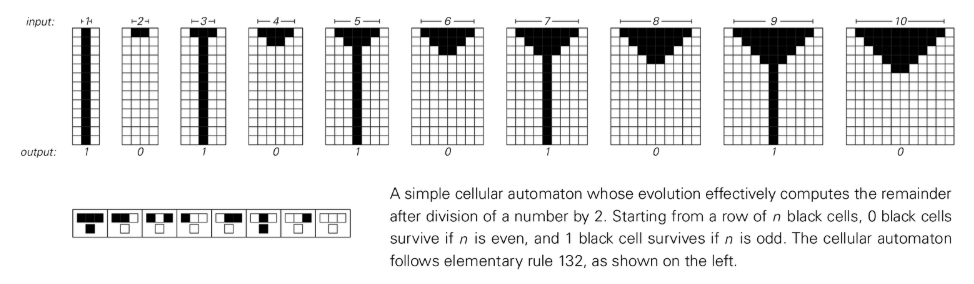 input: 1 2 3 4 5 6 7 8 9 10
output: 1 0 1 0 1 0 1 0 1 0
A simple cellular automaton whose evolution effectively computes the remainder
after division of a number by 2. Starting from a row of n black cells, 0 black cells
survive if n is even, and 1 black cell survives if n is odd. The cellular automaton
follows elementary rule 132, as shown on the left.